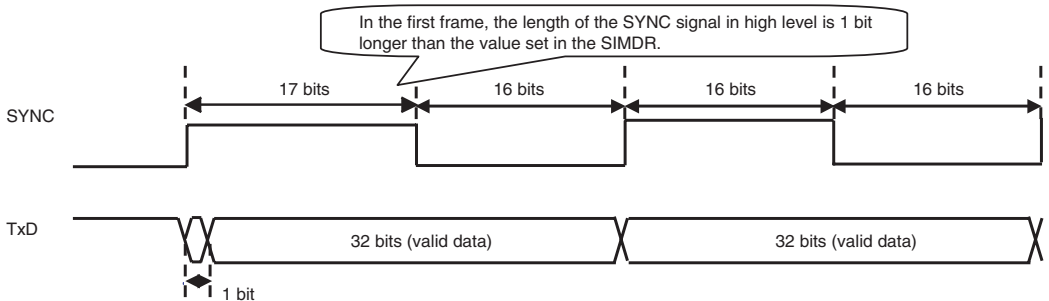 In the first frame, the length of the SYNC signal in high level is 1 bit
longer than the value set in the SIMDR.
17 bits
16 bits
16 bits
16 bits
SYNC
TxD
32 bits (valid data)
32 bits (valid data)
1 bit